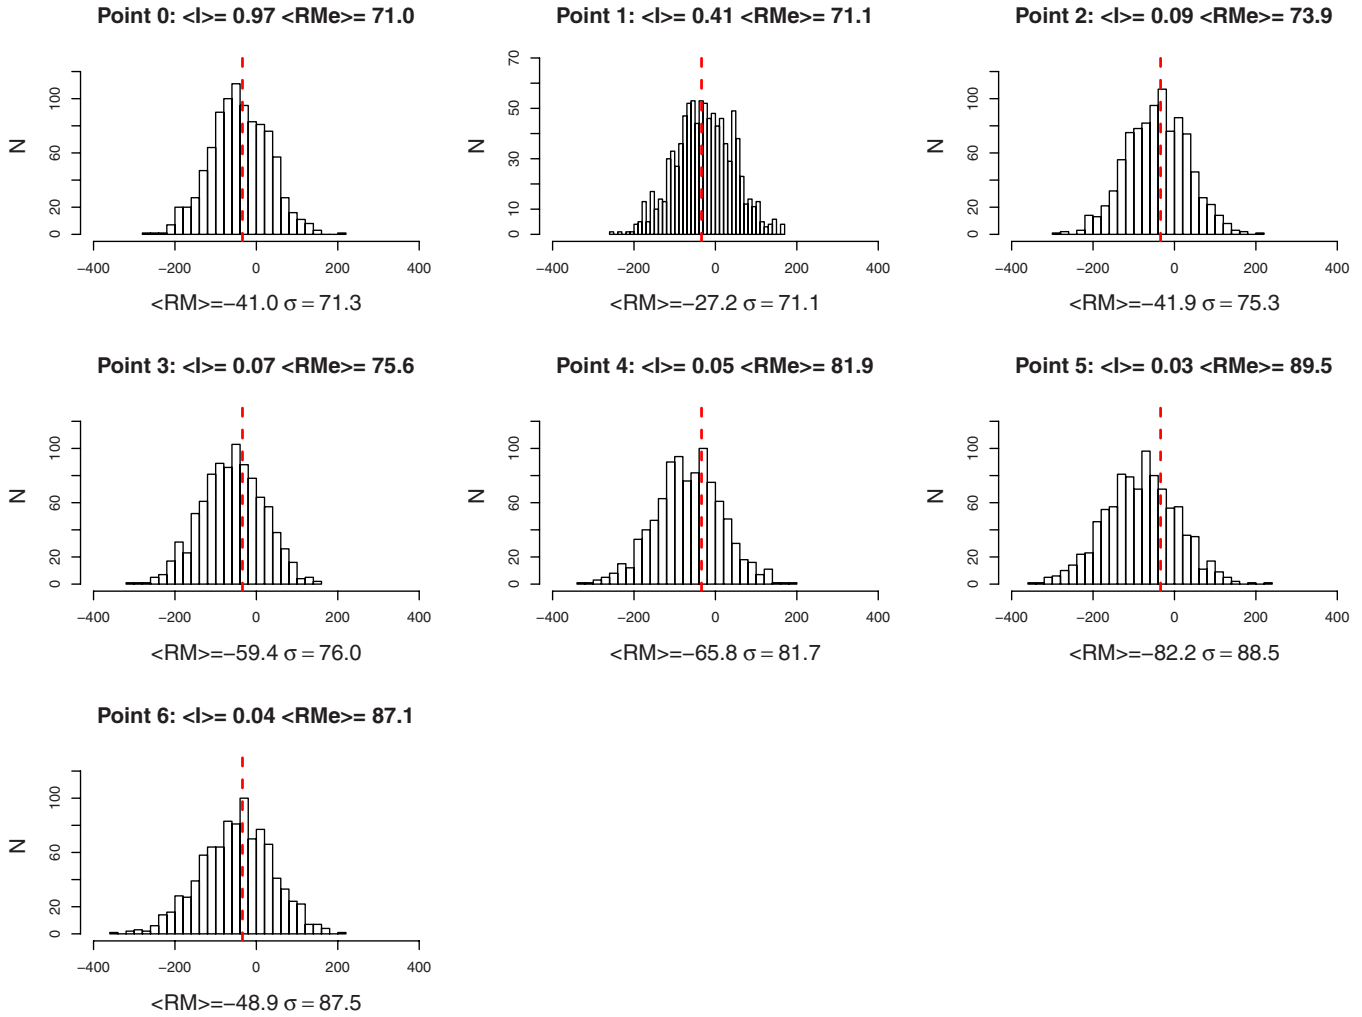 Point 0: <I>= 0.97 <RMe>= 71.0
N
0 20 60 100
−400 −200 0 200 400
<RM>=−41.0 σ = 71.3
Point 1: <I>= 0.41 <RMe>= 71.1
N
0 10 30 50 70
−400 −200 0 200 400
<RM>=−27.2 σ = 71.1
Point 2: <I>= 0.09 <RMe>= 73.9
N
0 20 60 100
−400 −200 0 200 400
<RM>=−41.9 σ = 75.3
Point 3: <I>= 0.07 <RMe>= 75.6
N
0 20 60 100
−400 −200 0 200 400
<RM>=−59.4 σ = 76.0
Point 4: <I>= 0.05 <RMe>= 81.9
N
0 20 60 100
−400 −200 0 200 400
<RM>=−65.8 σ = 81.7
Point 5: <I>= 0.03 <RMe>= 89.5
N
0 20 60 100
−400 −200 0 200 400
<RM>=−82.2 σ = 88.5
Point 6: <I>= 0.04 <RMe>= 87.1
N
0 20 60 100
−400 −200 0 200 400
<RM>=−48.9 σ = 87.5